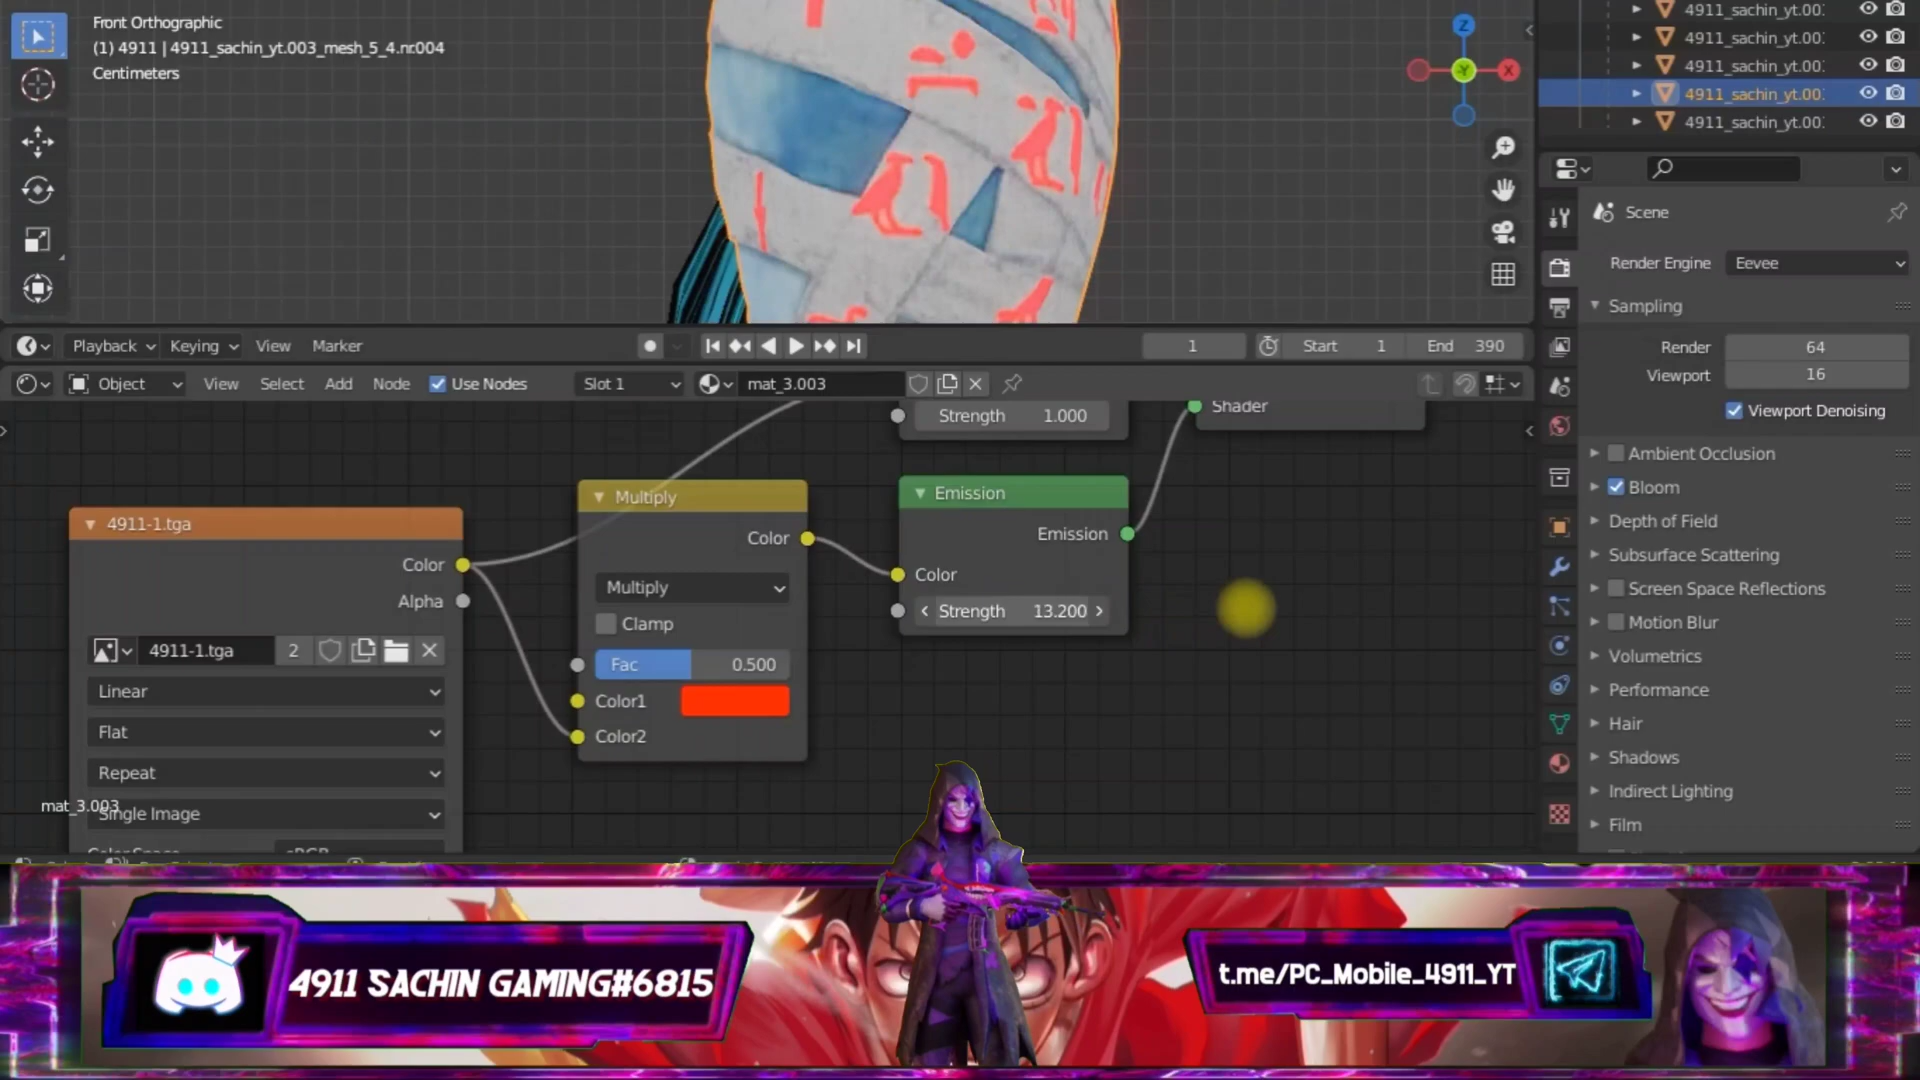 Front Orthographic
(1) 4911 | 4911_sachin_yt.003_mesh_5_4.nr.004
Centimeters
Z
Y
X
4911_sachin_yt.00:
4911_sachin_yt.00:
4911_sachin_yt.00:
4911_sachin_yt.00:
4911_sachin_yt.00:
Scene
Render Engine Eevee
Sampling
Render 64
Viewport 16
Viewport Denoising
Ambient Occlusion
Bloom
Depth of Field
Subsurface Scattering
Screen Space Reflections
Motion Blur
Volumetrics
Performance
Hair
Shadows
Indirect Lighting
Film
Playback Keying View Marker 1 Start 1 End 390
Object View Select Add Node Use Nodes Slot 1 mat_3.003
Strength 1.000
Shader
4911-1.tga
Color
Alpha
4911-1.tga 2
Linear
Flat
Repeat
Single Image
mat_3.003
Multiply
Color
Multiply
Clamp
Fac 0.500
Color1
Color2
Emission
Emission
Color
Strength 13.200
4911 SACHIN GAMING#6815
t.me/PC_Mobile_4911_YT